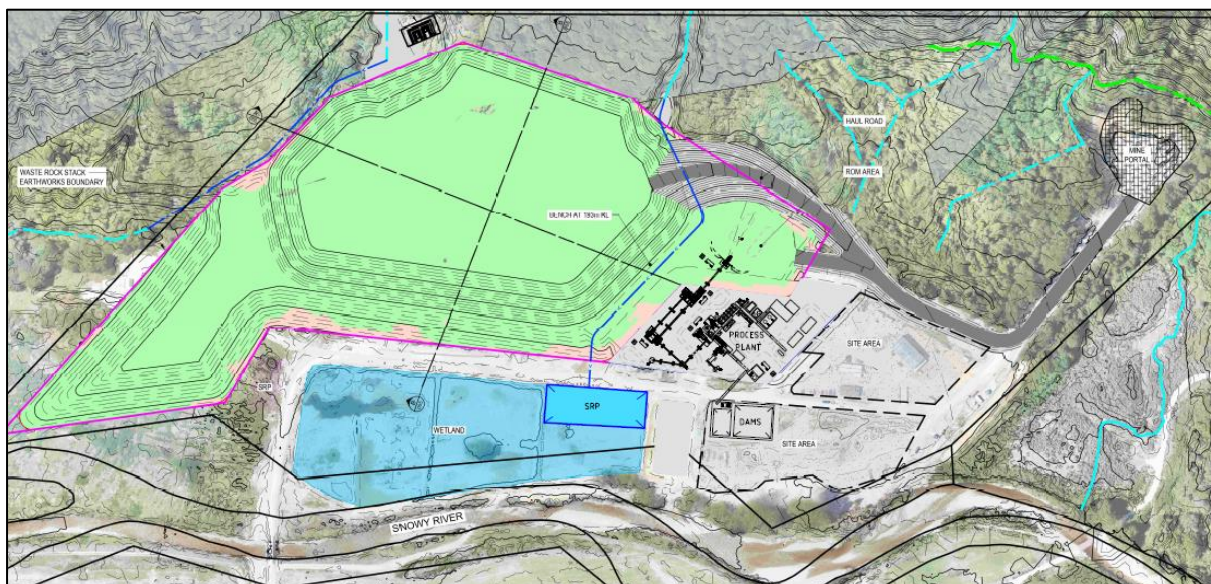 HAUL ROAD
WASTE ROCK STACK
EARTHWORKS BOUNDARY
MINE
PORTAL
ROM AREA
BENCH AT 193m RL
PROCESS
PLANT
SITE AREA
SRP
SRP
DAMS
WETLAND
SITE AREA
SNOWY RIVER